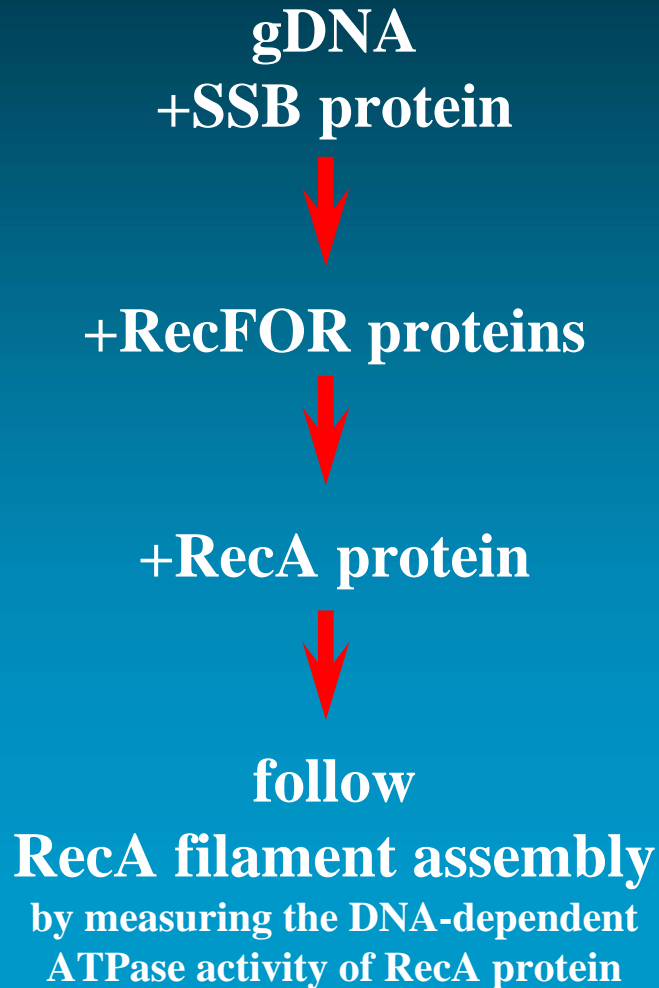 gDNA
+SSB protein
+RecFOR proteins
+RecA protein
follow
RecA filament assembly
by measuring the DNA-dependent
ATPase activity of RecA protein